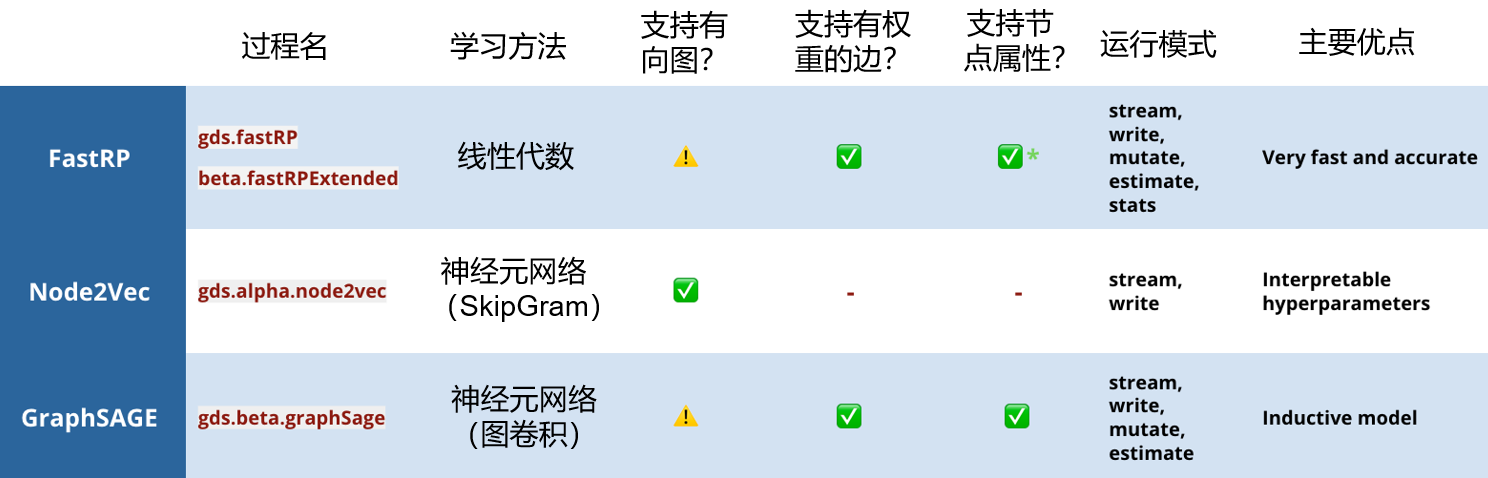 过程名
学习方法
支持有
向图？
支持有权
重的边？
支持节
点属性？
运行模式
主要优点
FastRP
gds.fastRP
beta.fastRPExtended
线性代数
⚠️
✅
✅*
stream,
write,
mutate,
estimate,
stats
Very fast and accurate
Node2Vec
gds.alpha.node2vec
神经元网络
（SkipGram）
✅
-
-
stream,
write
Interpretable
hyperparameters
GraphSAGE
gds.beta.graphSage
神经元网络
（图卷积）
⚠️
✅
✅
stream,
write,
mutate,
estimate
Inductive model